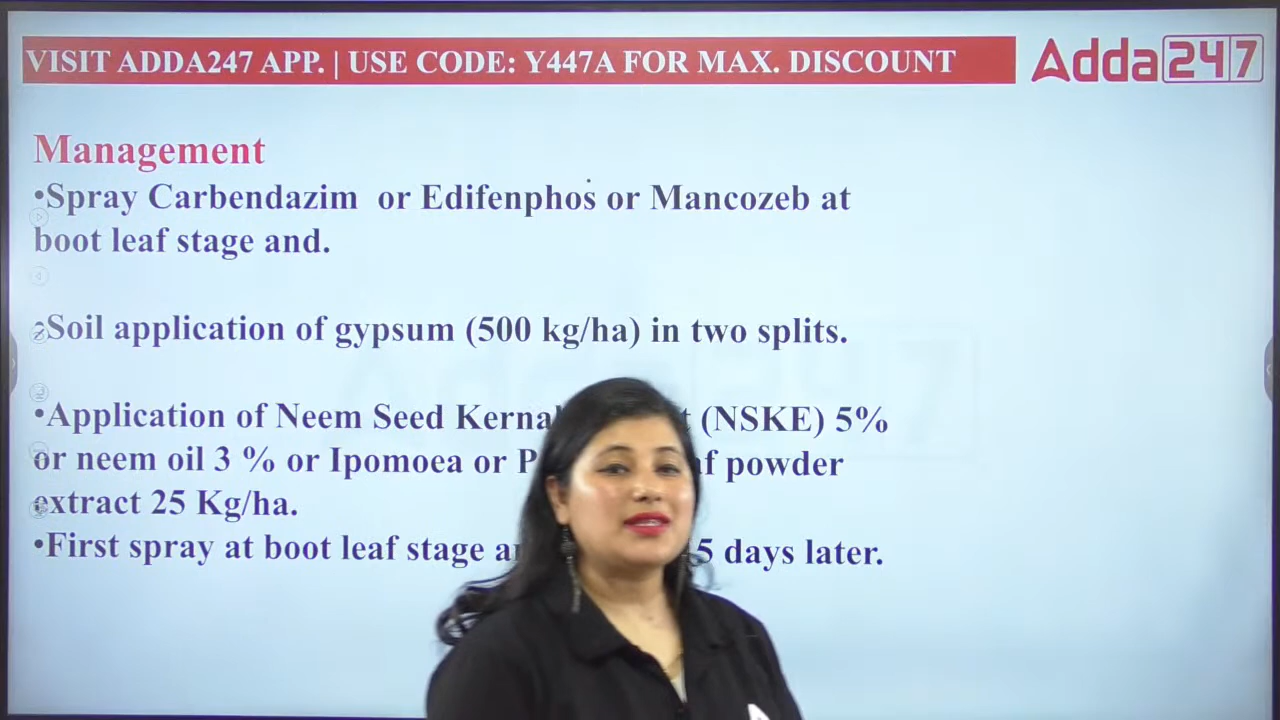 VISIT ADDA247 APP. | USE CODE: Y447A FOR MAX. DISCOUNT
Adda247
Management
•Spray Carbendazim or Edifenphos or Mancozeb at
boot leaf stage and.
•Soil application of gypsum (500 kg/ha) in two splits.
•Application of Neem Seed Kernal (NSKE) 5%
or neem oil 3 % or Ipomoea or powder
extract 25 Kg/ha.
•First spray at boot leaf stage days later.